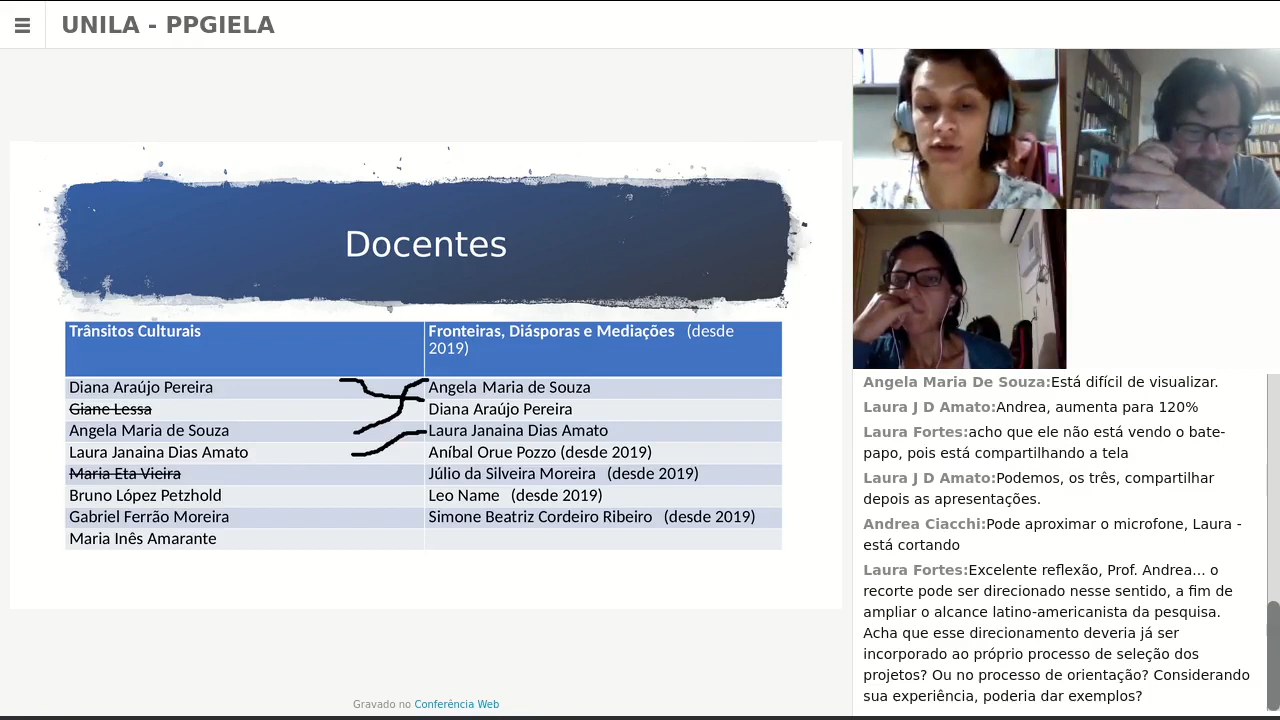 UNILA - PPGIELA
Docentes
Trânsitos Culturais
Fronteiras, Diásporas e Mediações (desde
2019)
Diana Araújo Pereira
Angela Maria de Souza
Giane Lessa
Diana Araújo Pereira
Angela Maria de Souza
Laura Janaina Dias Amato
Laura Janaina Dias Amato
Aníbal Orue Pozzo (desde 2019)
Maria Eta Vieira
Júlio da Silveira Moreira (desde 2019)
Bruno López Petzhold
Leo Name (desde 2019)
Gabriel Ferrão Moreira
Simone Beatriz Cordeiro Ribeiro (desde 2019)
Maria Inês Amarante
Gravado no Conferência Web
Angela Maria De Souza:Está difícil de visualizar.
Laura J D Amato:Andrea, aumenta para 120%
Laura Fortes:acho que ele não está vendo o bate-
papo, pois está compartilhando a tela
Laura J D Amato:Podemos, os três, compartilhar
depois as apresentações.
Andrea Ciacchi:Pode aproximar o microfone, Laura -
está cortando
Laura Fortes:Excelente reflexão, Prof. Andrea... o
recorte pode ser direcionado nesse sentido, a fim de
ampliar o alcance latino-americanista da pesquisa.
Acha que esse direcionamento deveria já ser
incorporado ao próprio processo de seleção dos
projetos? Ou no processo de orientação? Considerando
sua experiência, poderia dar exemplos?